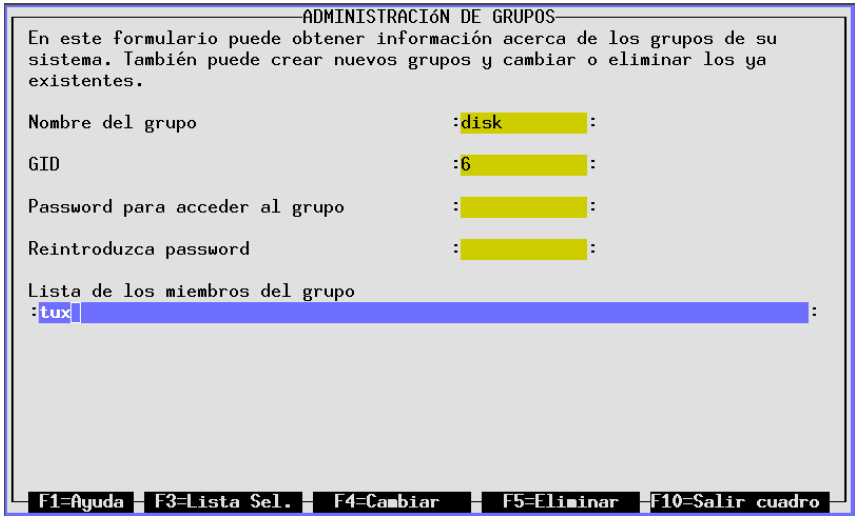 ADMINISTRACIóN DE GRUPOS
En este formulario puede obtener información acerca de los grupos de su
sistema. También puede crear nuevos grupos y cambiar o eliminar los ya
existentes.
Nombre del grupo :disk :
GID :6 :
Password para acceder al grupo : :
Reintroduzca password : :
Lista de los miembros del grupo
:tux :
F1=Ayuda F3=Lista Sel. F4=Cambiar F5=Eliminar F10=Salir cuadro